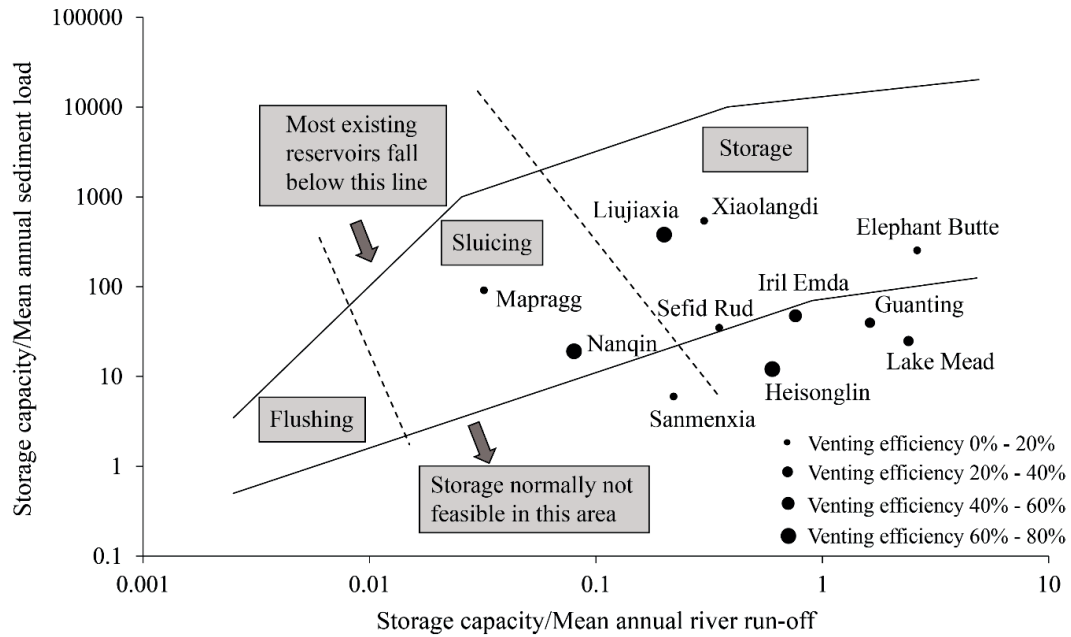 Storage capacity/Mean annual sediment load
100000
10000
1000
100
10
1
0.1
Most existing
reservoirs fall
below this line
Storage
Sluicing
Flushing
Storage normally not
feasible in this area
Liujiaxia
Xiaolangdi
Elephant Butte
Mapragg
Iril Emda
Sefid Rud
Guanting
Nanqin
Lake Mead
Heisonglin
Sanmenxia
Venting efficiency 0% - 20%
Venting efficiency 20% - 40%
Venting efficiency 40% - 60%
Venting efficiency 60% - 80%
0.001
0.01
0.1
1
10
Storage capacity/Mean annual river run-off